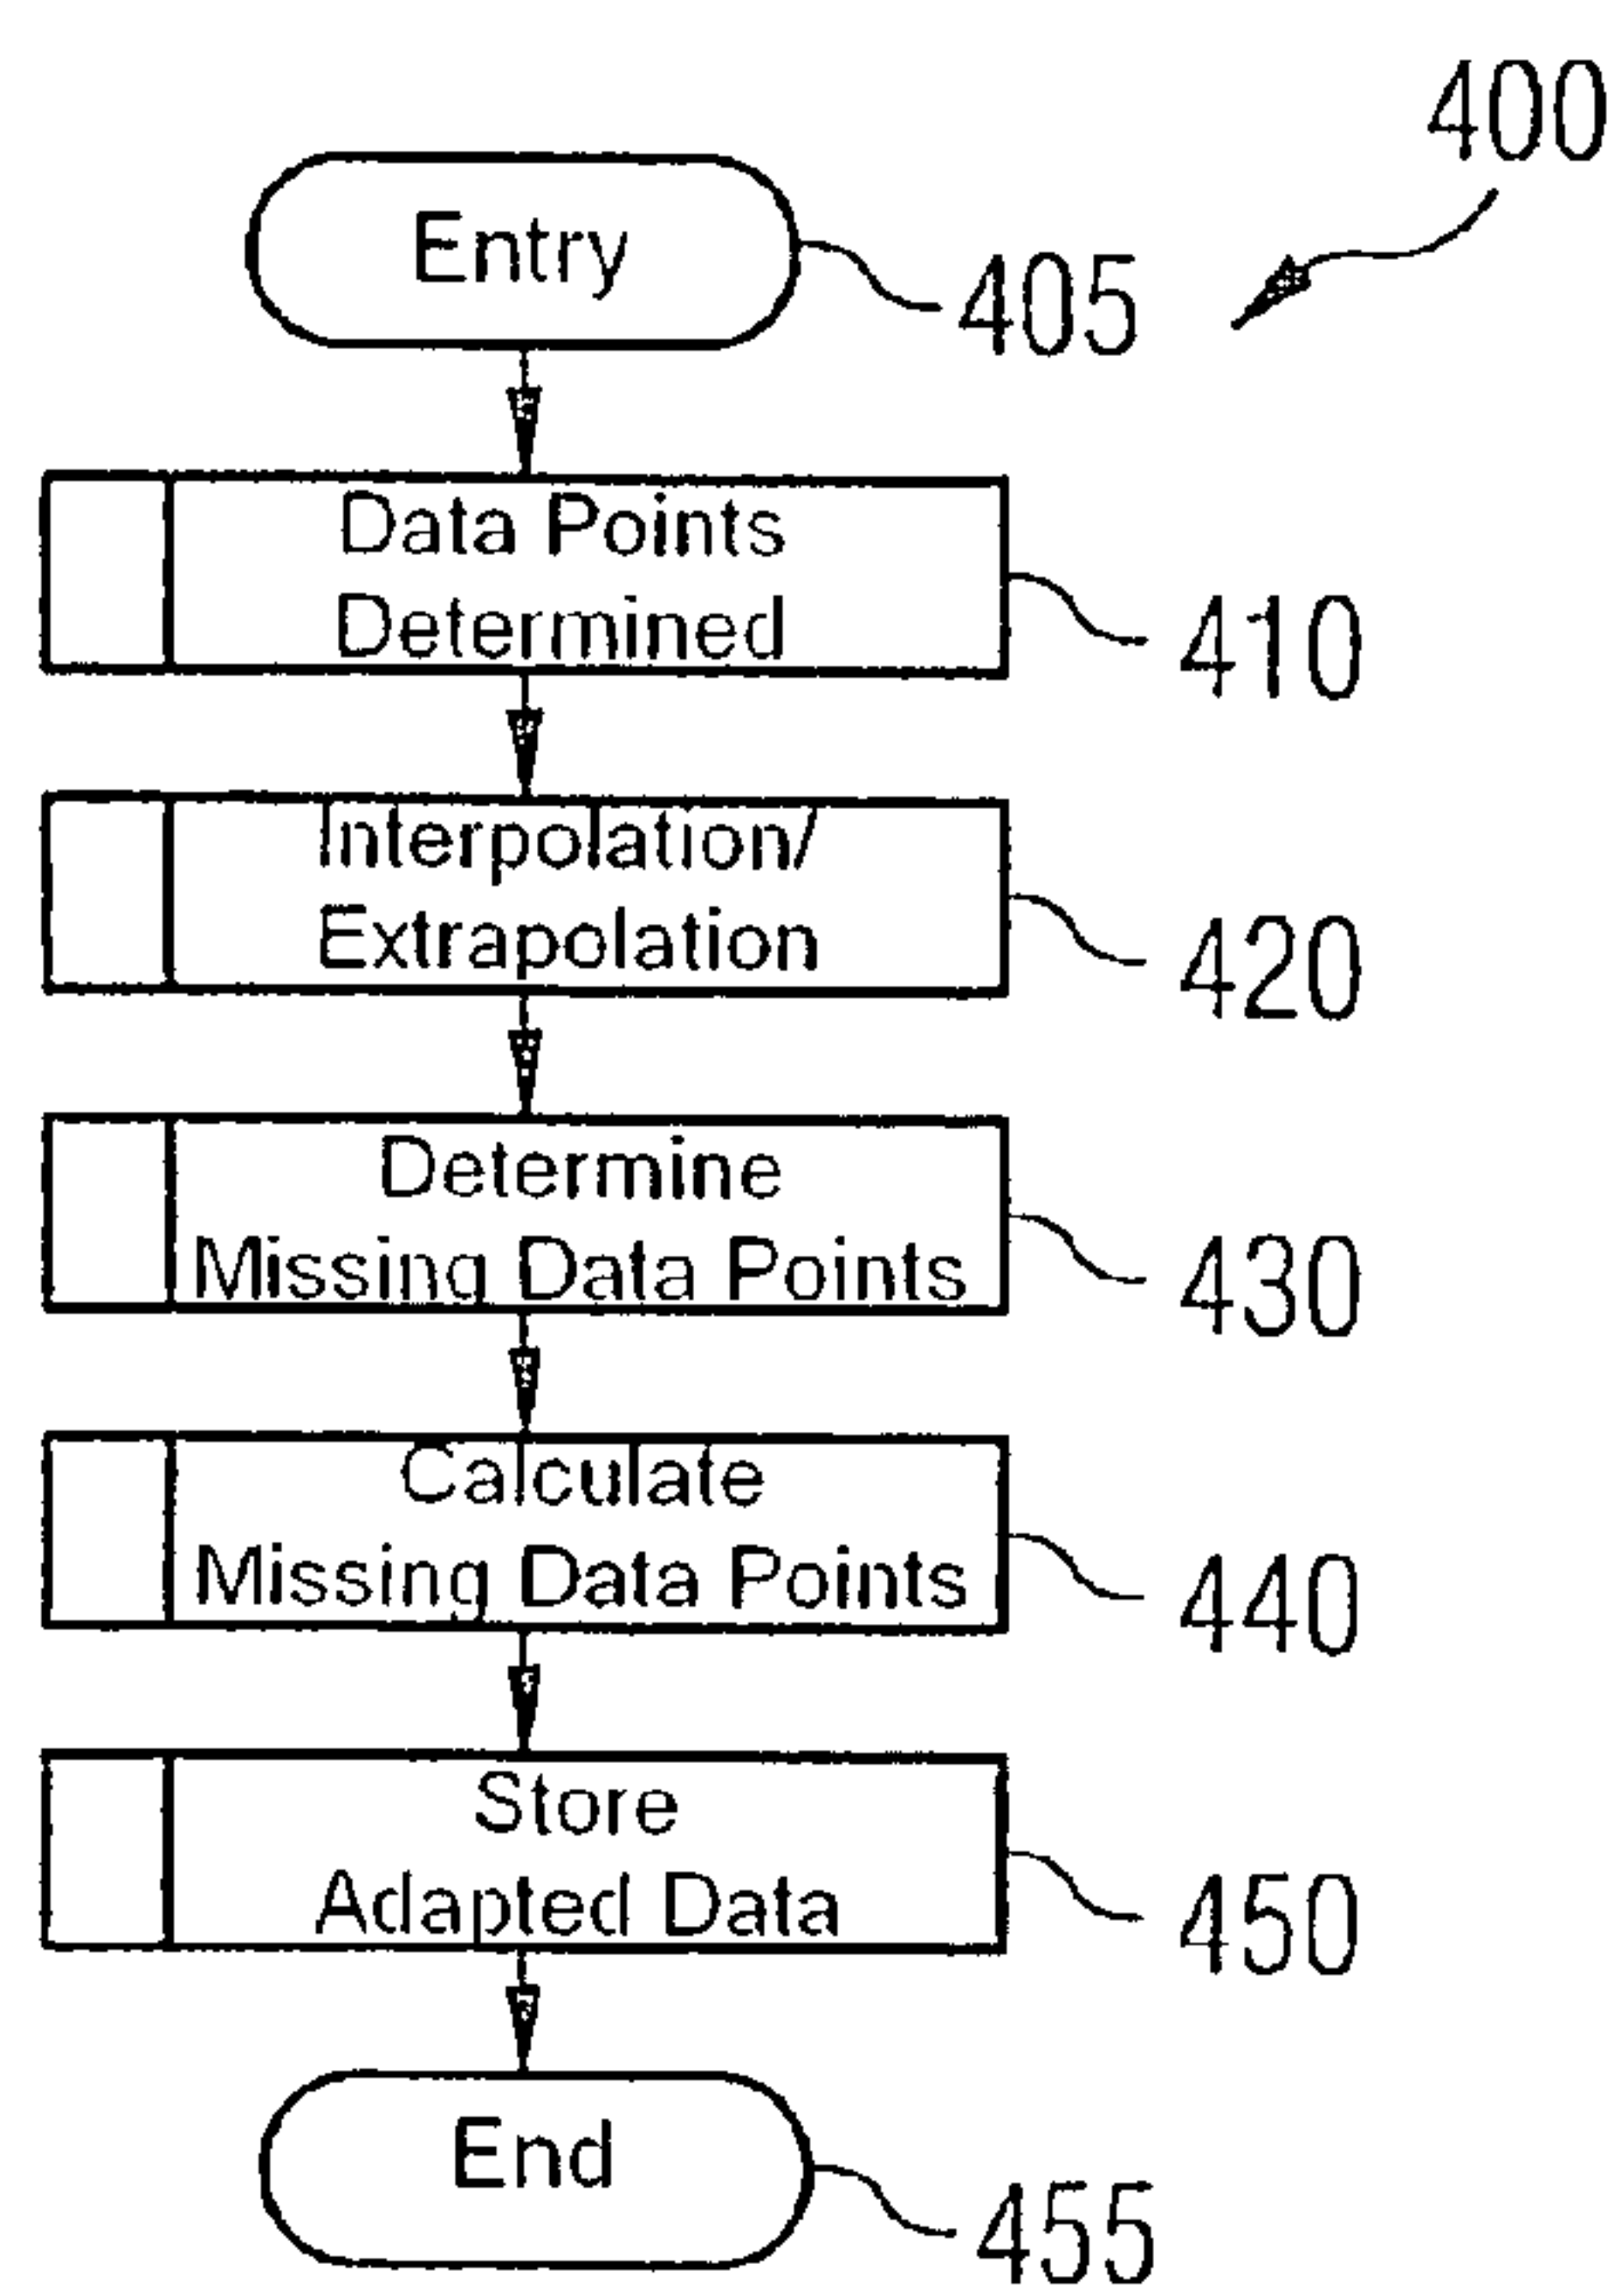 400
Entry
405
Data Points
Determined
410
Interpolation/
Extrapolation
420
Determine
Missing Data Points
430
Calculate
Missing Data Points
440
Store
Adapted Data
450
End
455